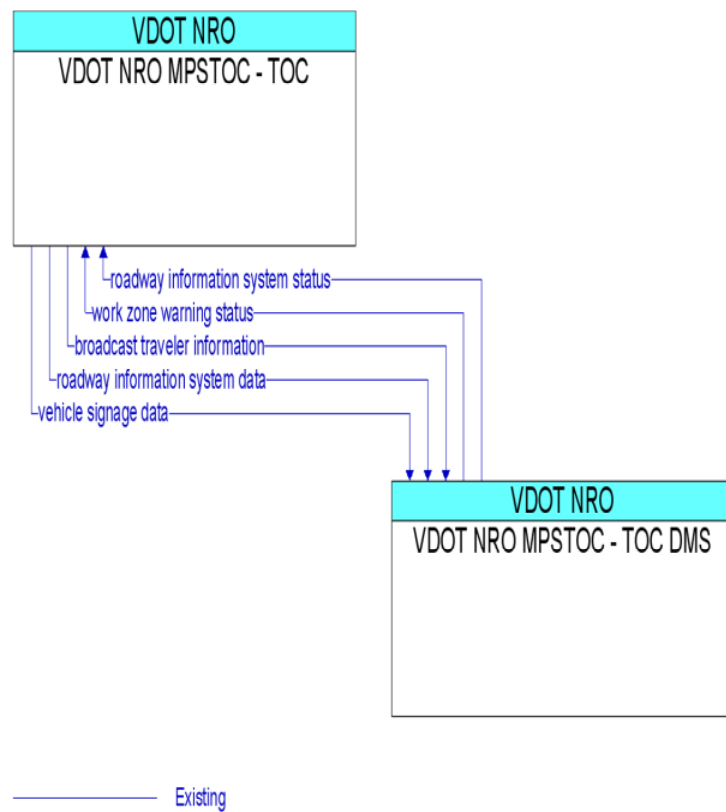 VDOT NRO
VDOT NRO MPSTOC - TOC
roadway information system status
work zone warning status
broadcast traveler information
roadway information system data
vehicle signage data
VDOT NRO
VDOT NRO MPSTOC - TOC DMS
Existing